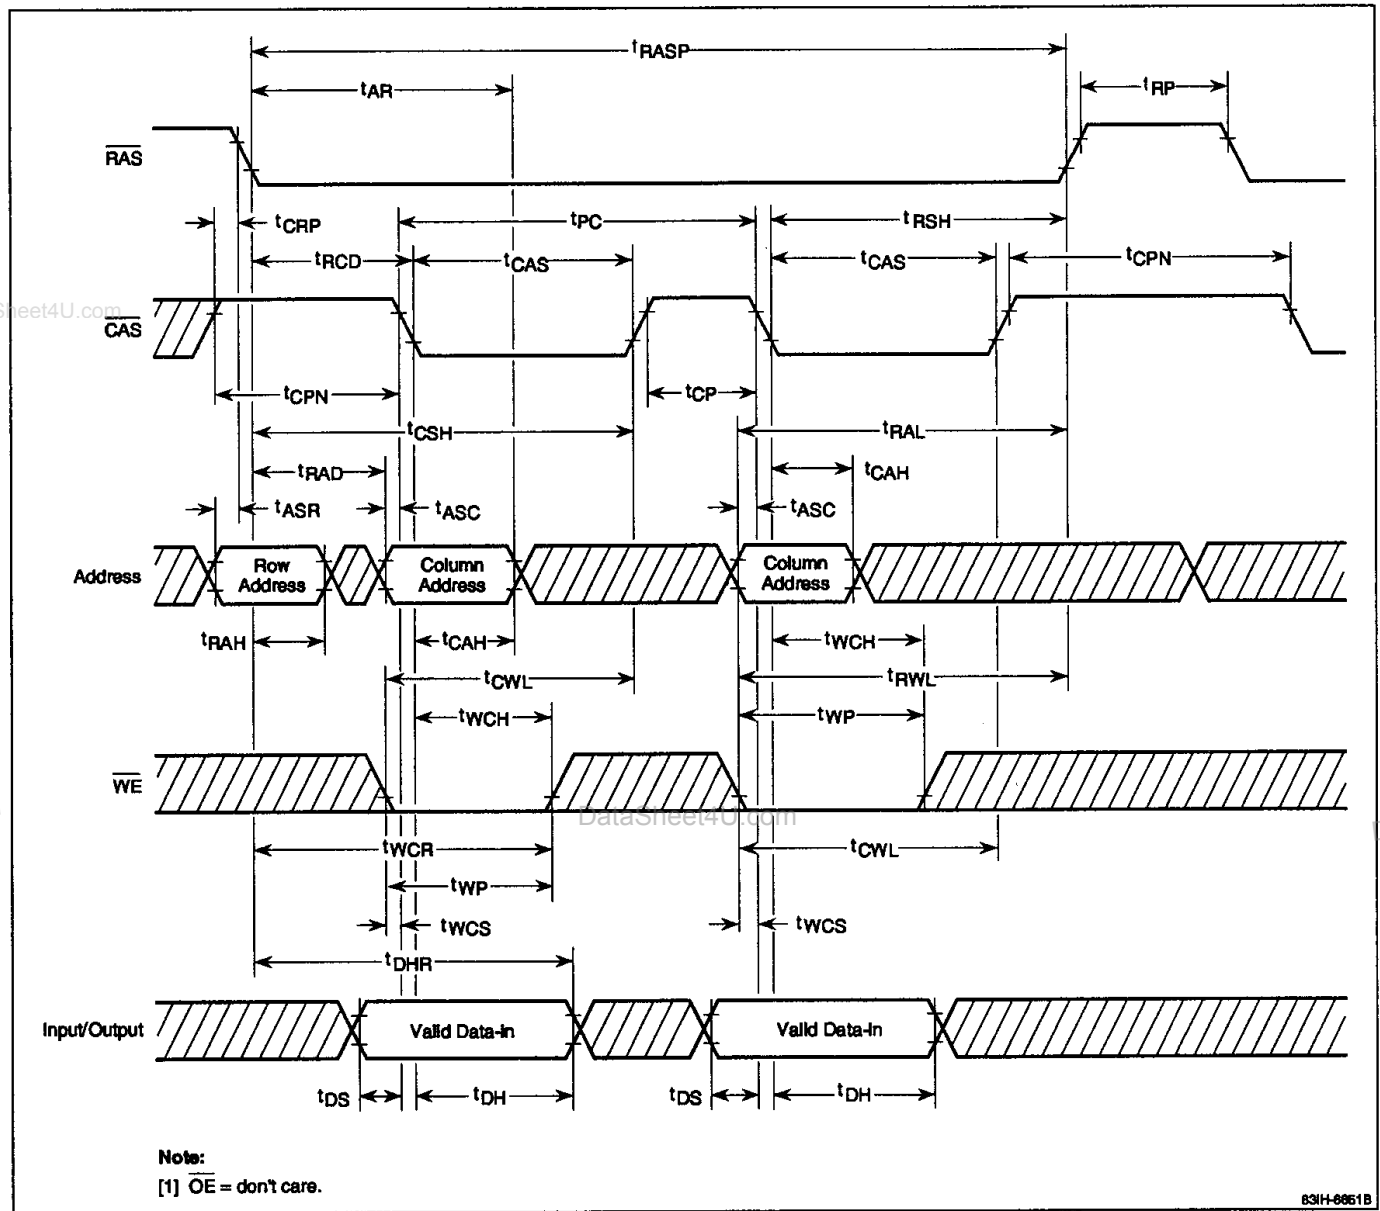 tRASP
tAR
tRP
RAS
tCRP
tPC
tRSH
tRCD
tCAS
tCAS
tCPN
heet4U.com
CAS
tCPN
tCP
tCSH
tRAL
tRAD
tCAH
tASR
tASC
tASC
Address
Row Address
Column Address
Column Address
tRAH
tCAH
tWCH
tCWL
tRWL
tWCH
tWP
WE
DataSheet4U.com
tWCR
tCWL
tWP
tWCS
tWCS
tDHR
Input/Output
Valid Data-in
Valid Data-in
tDS
tDH
tDS
tDH
Note:
[1] OE = don't care.
83IH-6651B